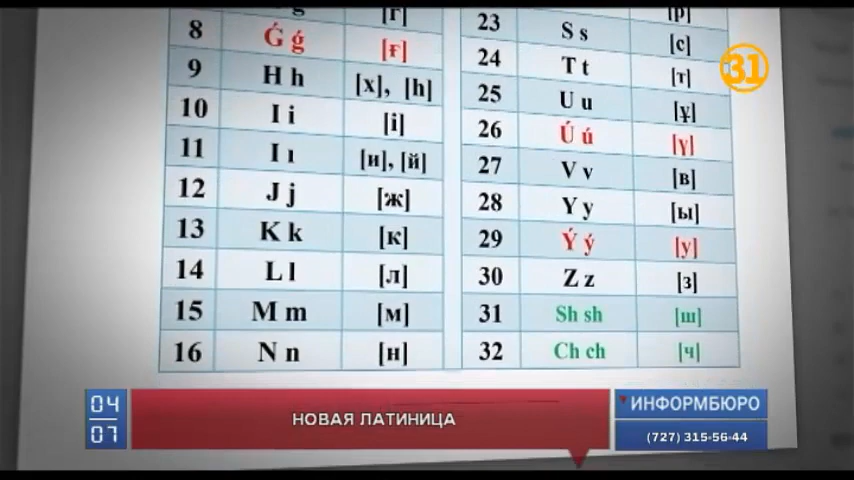 [г]
8 Ǵ ǵ [ғ]
9 H h [х], [һ]
10 I i [і]
11 I ı [и], [й]
12 J j [ж]
13 K k [к]
14 L l [л]
15 M m [м]
16 N n [н]
[р]
23 S s [с]
24 T t [т]
25 U u [ұ]
26 Ú ú [ү]
27 V v [в]
28 Y y [ы]
29 Ý ý [у]
30 Z z [з]
31 Sh sh [ш]
32 Ch ch [ч]
31
04
07
НОВАЯ ЛАТИНИЦА
ИНФОРМБЮРО
(727) 315-56-44